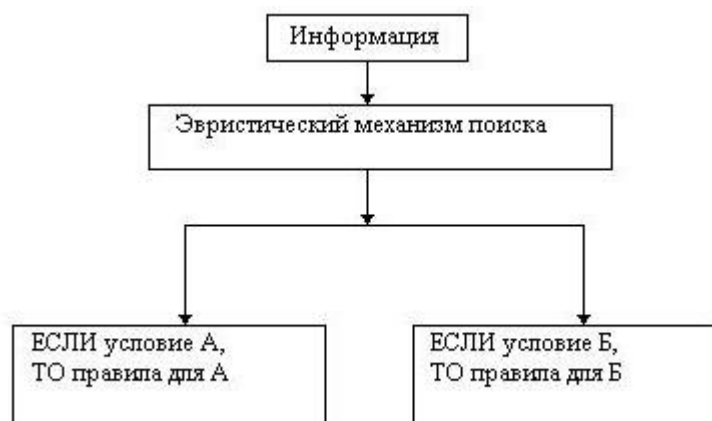 Информация
Эвристический механизм поиска
ЕСЛИ условие А,
ТО правила для А
ЕСЛИ условие Б,
ТО правила для Б